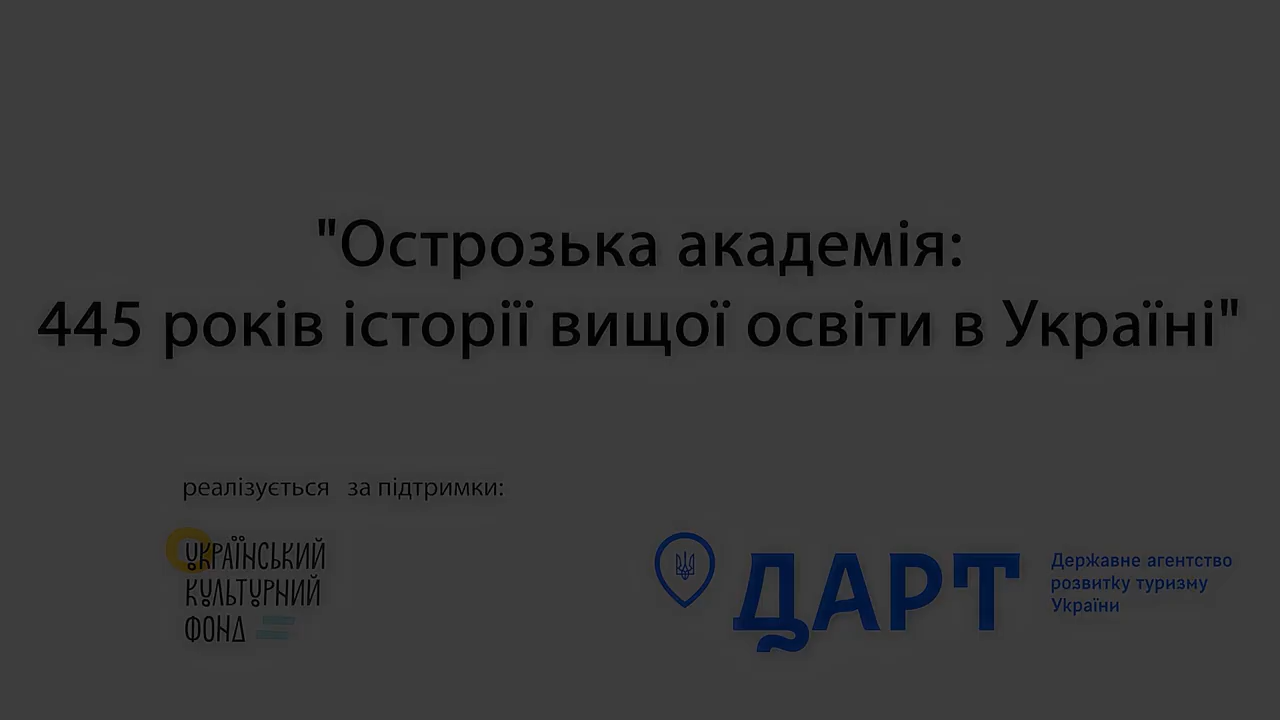 "Острозька академія:
445 років історії вищої освіти в Україні"
реалізується за підтримки:
УКРАЇНСЬКИЙ
КУЛЬТУРНИЙ
ФОНД
ДАРТ
Державне агентство
розвитку туризму
України